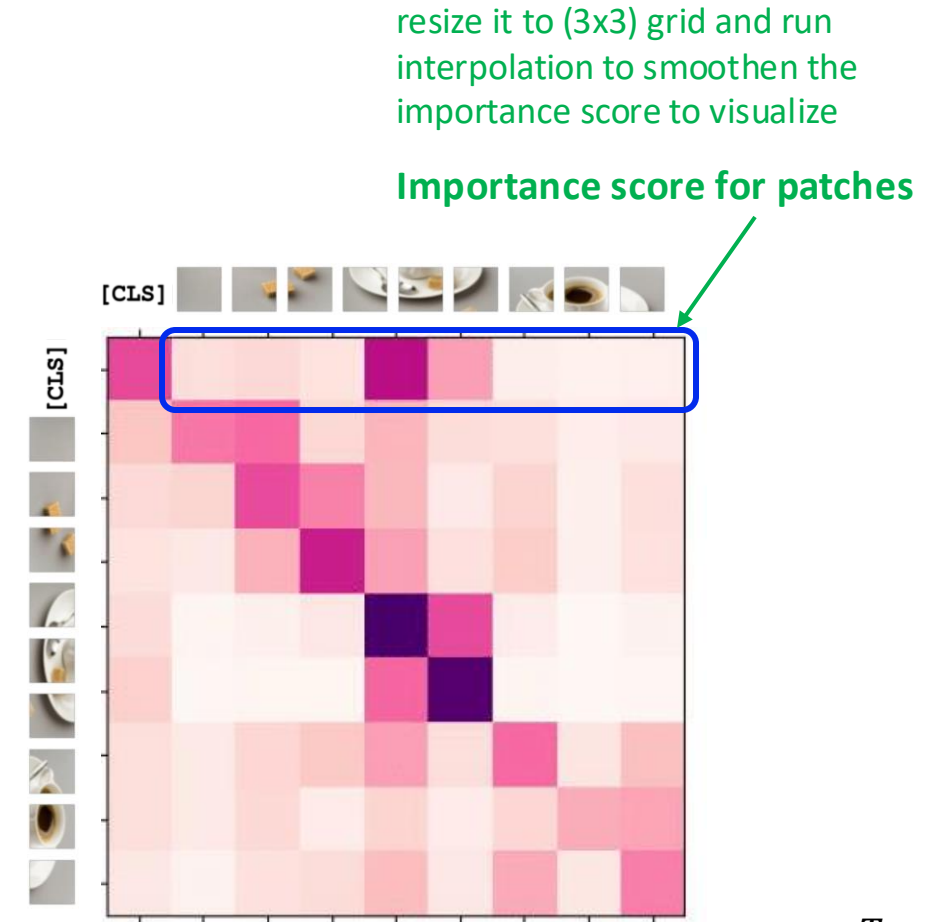 resize it to (3x3) grid and run
interpolation to smoothen the
importance score to visualize
Importance score for patches
[CLS]
[CLS]